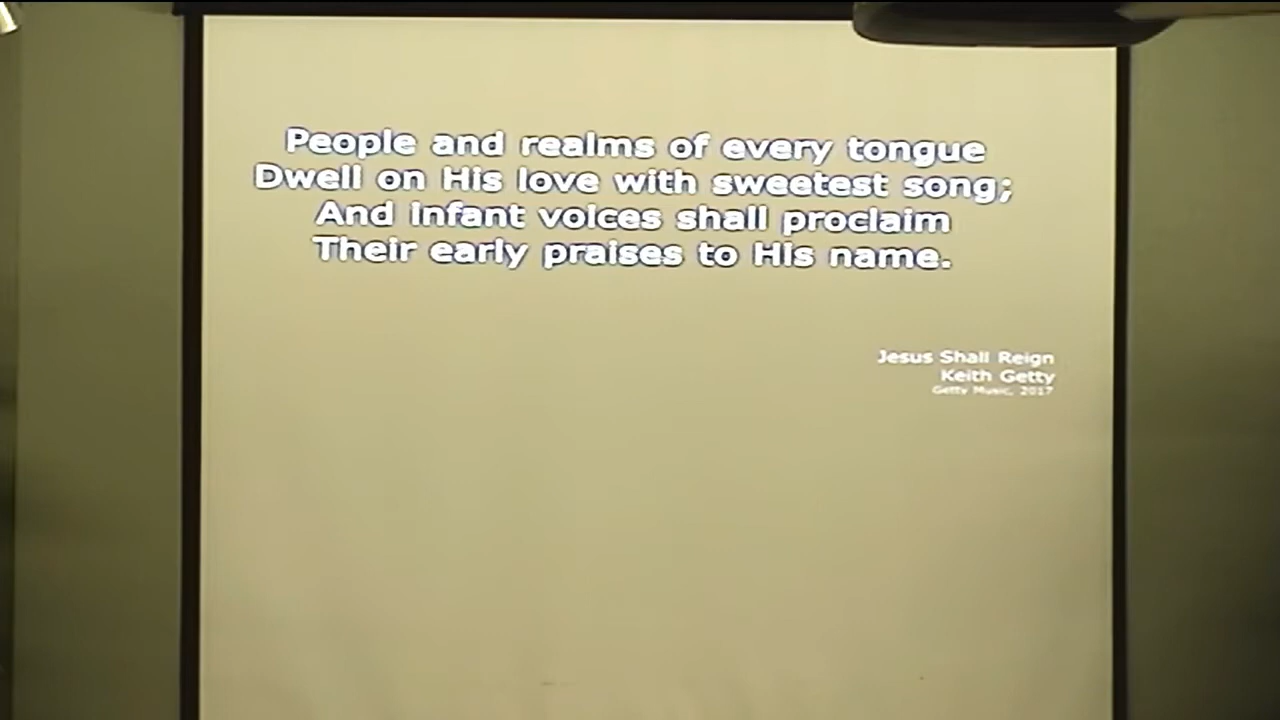 People and realms of every tongue
Dwell on His love with sweetest song;
And infant voices shall proclaim
Their early praises to His name.
Jesus Shall Reign
Keith Getty
Getty Music, 2017